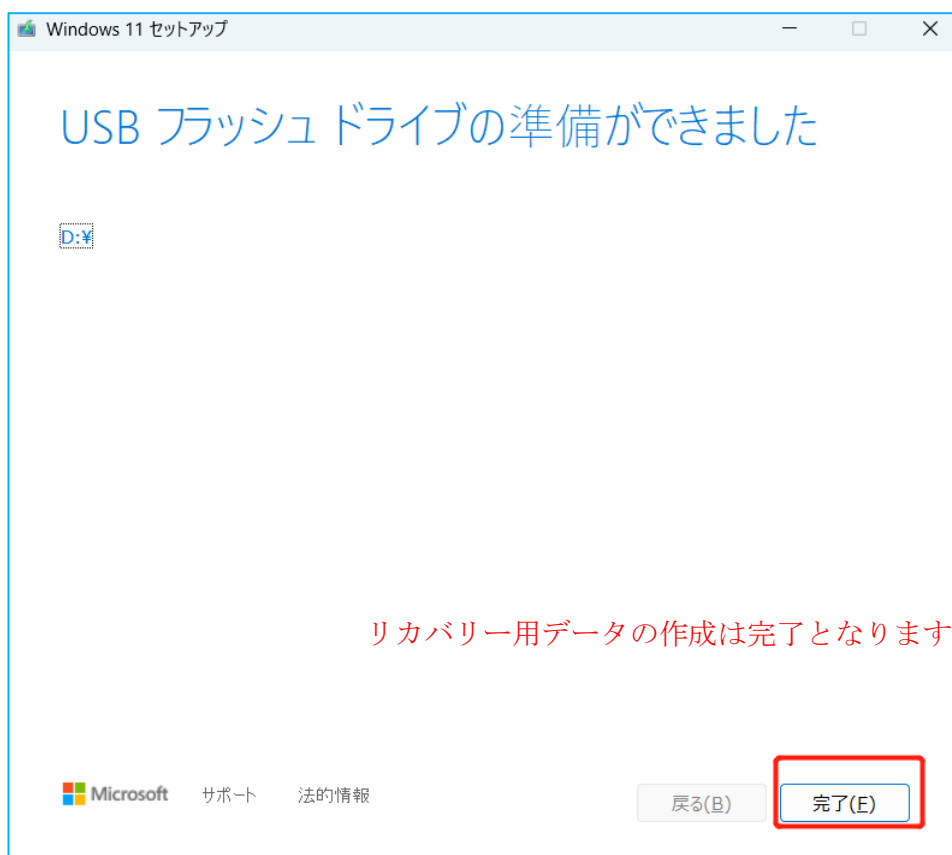 Windows 11 セットアップ
USB フラッシュ ドライブの準備ができました
D:¥
リカバリー用データの作成は完了となります
Microsoft サポート 法的情報 戻る(B) 完了(F)